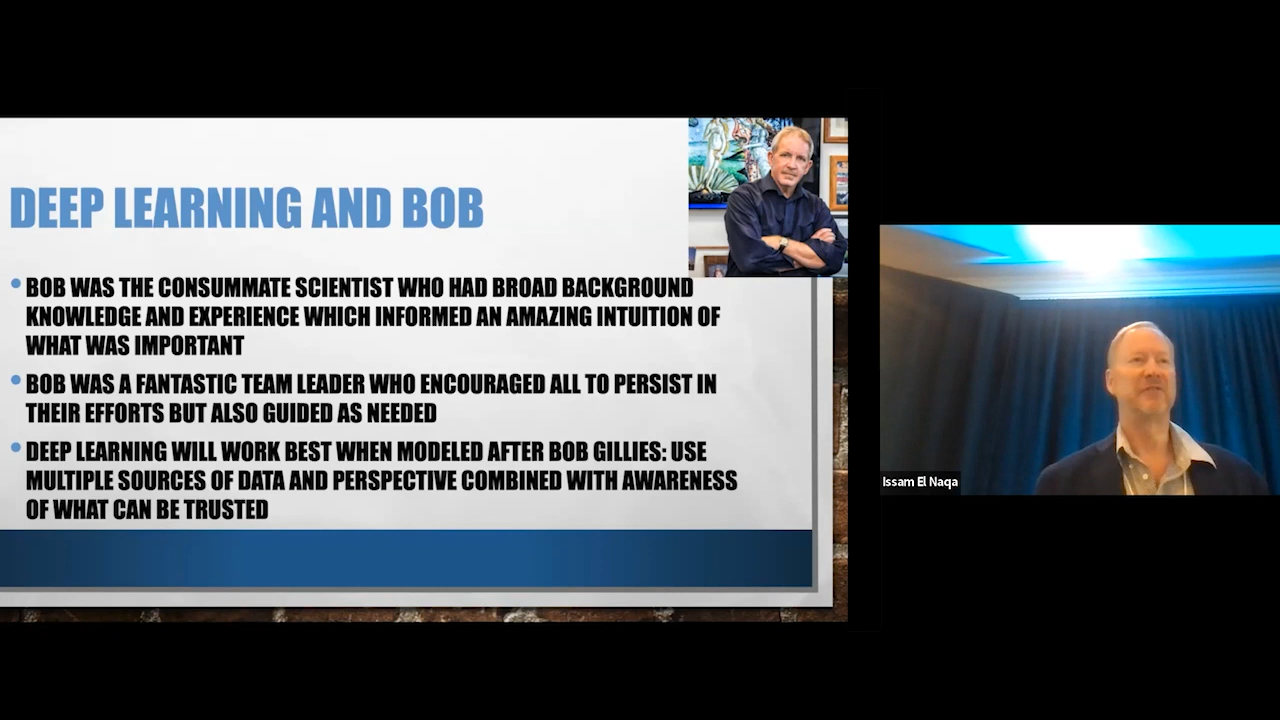 DEEP LEARNING AND BOB
• BOB WAS THE CONSUMMATE SCIENTIST WHO HAD BROAD BACKGROUND
KNOWLEDGE AND EXPERIENCE WHICH INFORMED AN AMAZING INTUITION OF
WHAT WAS IMPORTANT
• BOB WAS A FANTASTIC TEAM LEADER WHO ENCOURAGED ALL TO PERSIST IN
THEIR EFFORTS BUT ALSO GUIDED AS NEEDED
• DEEP LEARNING WILL WORK BEST WHEN MODELED AFTER BOB GILLIES: USE
MULTIPLE SOURCES OF DATA AND PERSPECTIVE COMBINED WITH AWARENESS
OF WHAT CAN BE TRUSTED
Issam El Naqa